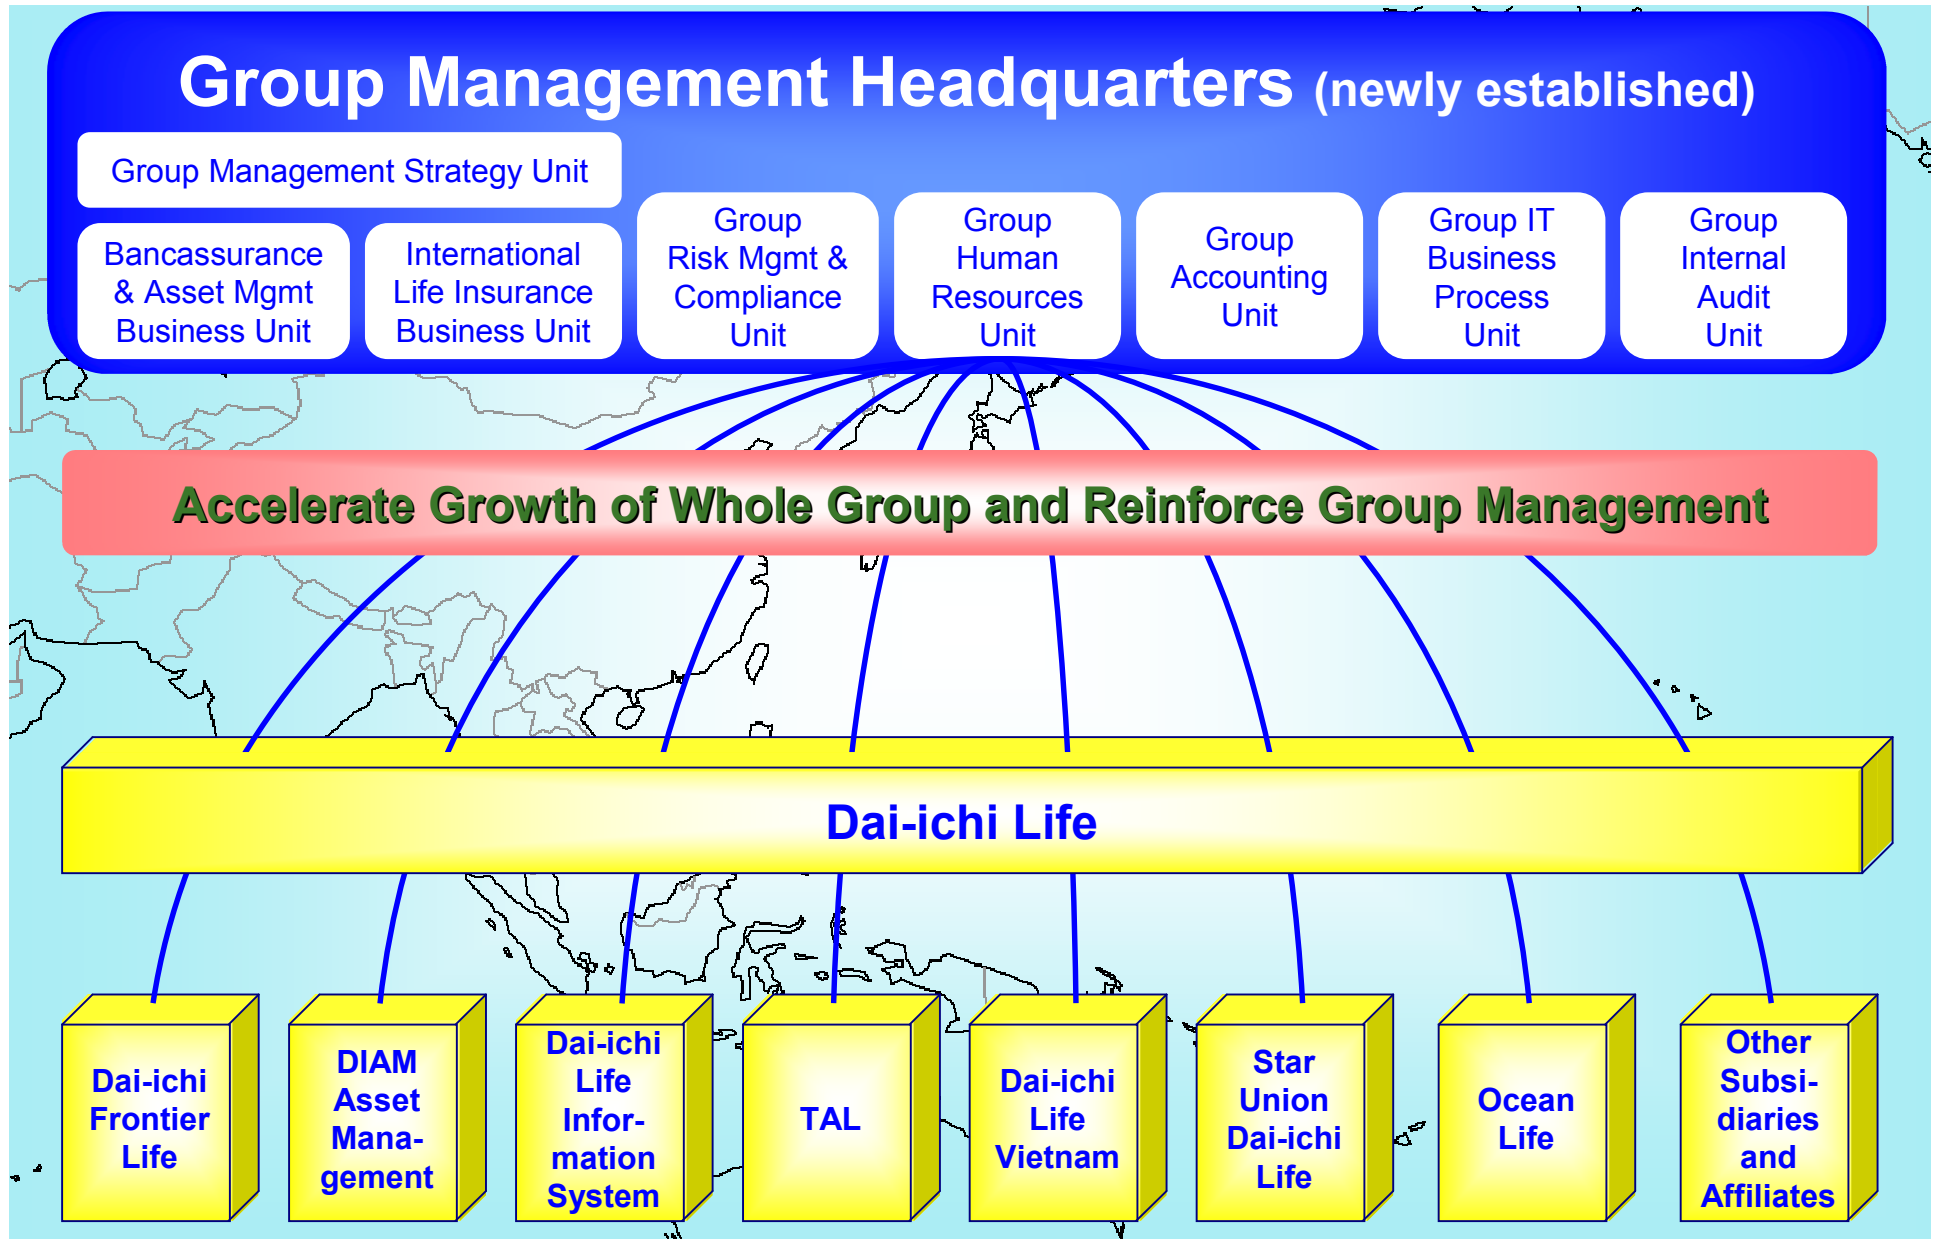 Group Management Headquarters (newly established)
Group Management Strategy Unit
Bancassurance
& Asset Mgmt
Business Unit
International
Life Insurance
Business Unit
Group
Risk Mgmt &
Compliance
Unit
Group
Human
Resources
Unit
Group
Accounting
Unit
Group IT
Business
Process
Unit
Group
Internal
Audit
Unit
Accelerate Growth of Whole Group and Reinforce Group Management
Dai-ichi Life
Dai-ichi
Frontier
Life
DIAM
Asset
Mana-
gement
Dai-ichi
Life
Infor-
mation
System
TAL
Dai-ichi
Life
Vietnam
Star
Union
Dai-ichi
Life
Ocean
Life
Other
Subsi-
diaries
and
Affiliates